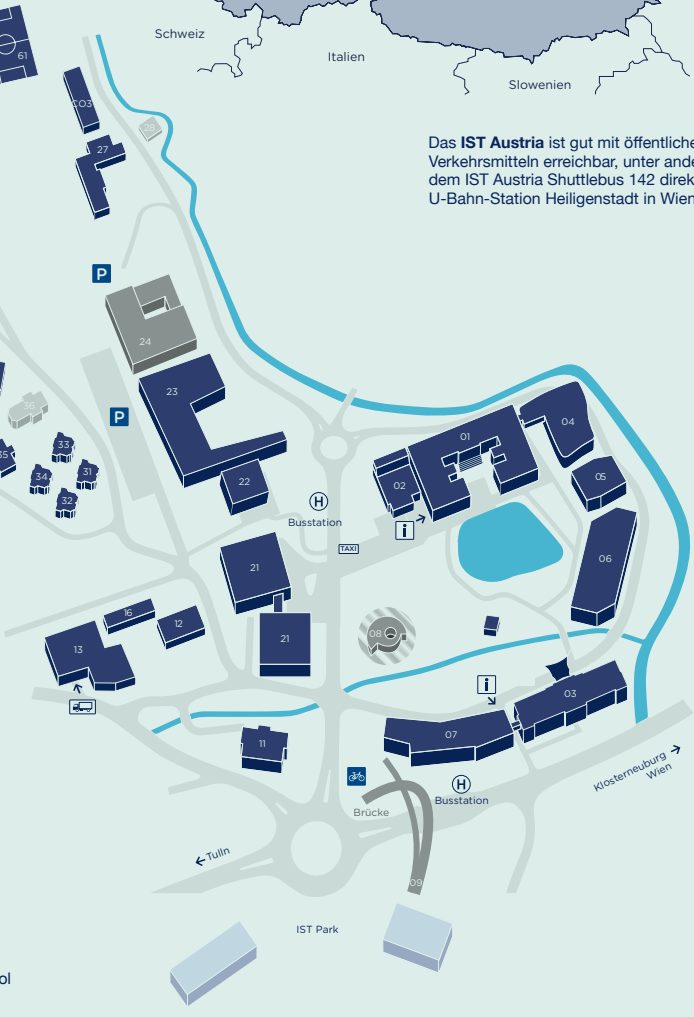 61
Schweiz
Italien
CO3
Slowenien
28
Das IST Austria ist gut mit öffentliche
Verkehrsmitteln erreichbar, unter ande
dem IST Austria Shuttlebus 142 direk
U-Bahn-Station Heiligenstadt in Wien
27
P
24
23
36
P
04
01
33
35
31
34
05
22
02
32
H
Busstation
i
TAXI
06
21
16
12
08
21
13
i
03
07
11
H
Busstation
Klosterneuburg
Wien
Brücke
Tulln
09
IST Park
ol